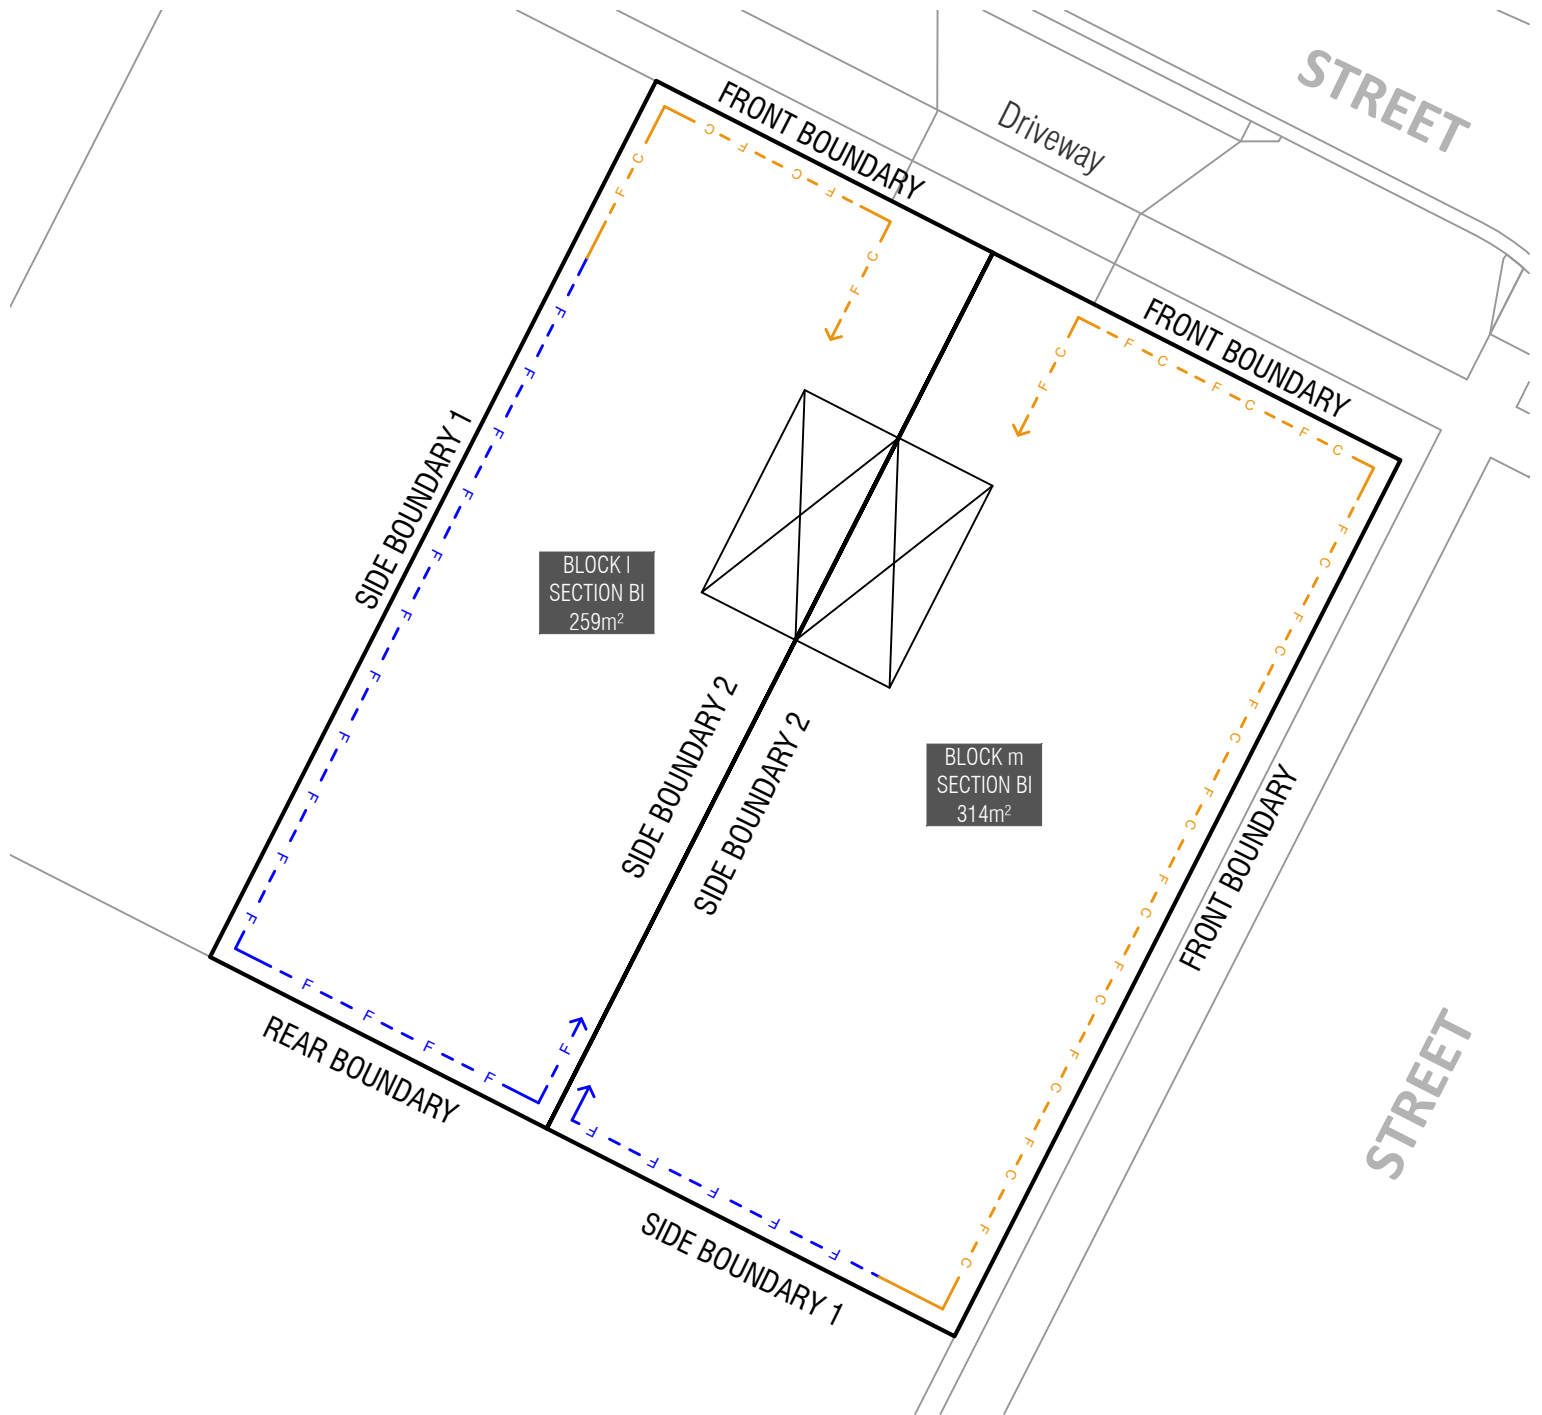 STREET
FRONT BOUNDARY
Driveway
C F C F
C
F
C
F
FRONT BOUNDARY
F C F C F C
C
F
F
F
F
F
F
F
F
F
F
F
F
SIDE BOUNDARY 1
BLOCK l
SECTION BI
259m²
F
C
F
C
F
C
F
C
F
C
F
C
F
C
F
C
F
C
SIDE BOUNDARY 2
SIDE BOUNDARY 2
BLOCK m
SECTION BI
314m²
FRONT BOUNDARY
F F F F
F
REAR BOUNDARY
F F F F F
STREET
SIDE BOUNDARY 1